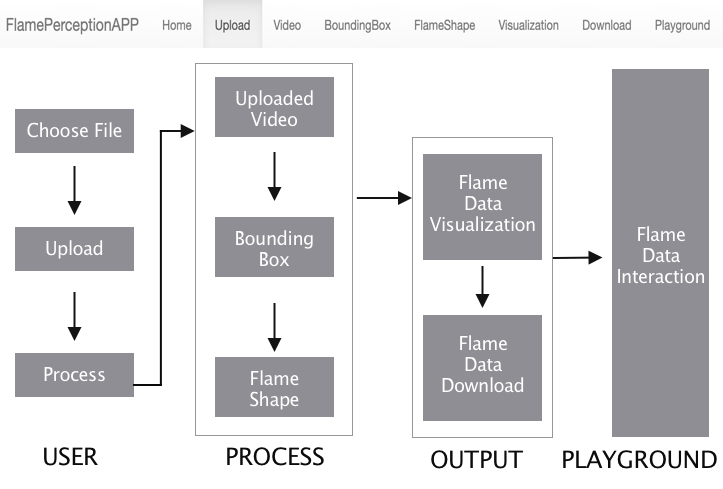 FlamePerceptionAPP Home Upload Video BoundingBox FlameShape Visualization Download Playground
Choose File
Upload
Process
USER
Uploaded
Video
Bounding
Box
Flame
Shape
PROCESS
Flame
Data
Visualization
Flame
Data
Download
OUTPUT
Flame
Data
Interaction
PLAYGROUND